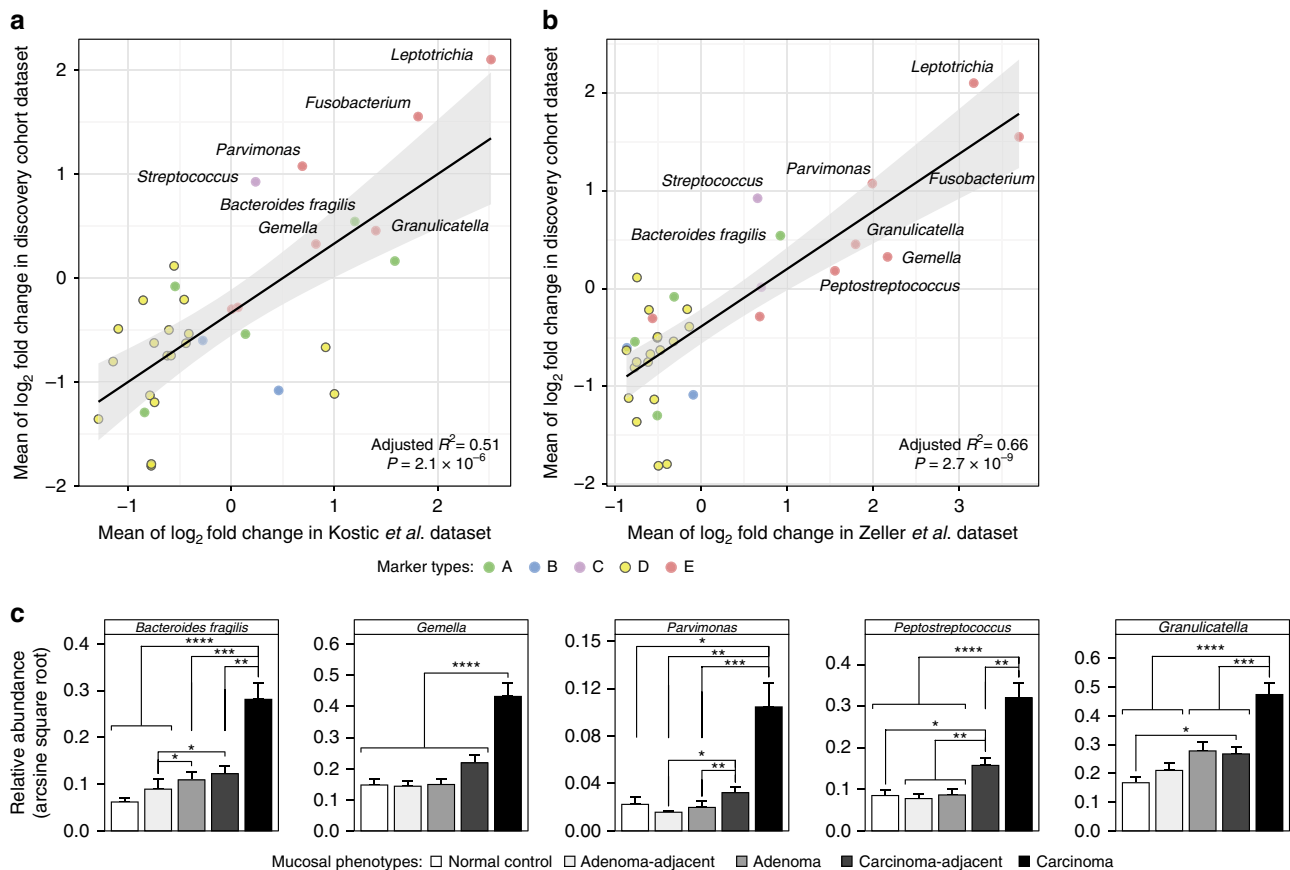 a
Mean of log2 fold change in discovery cohort dataset
2
1
0
−1
−2
Leptotrichia
Fusobacterium
Parvimonas
Streptococcus
Bacteroides fragilis
Gemella
Granulicatella
Adjusted R2 = 0.51
P = 2.1 × 10−6
−1 0 1 2
Mean of log2 fold change in Kostic et al. dataset
b
Mean of log2 fold change in discovery cohort dataset
2
1
0
−1
−2
Leptotrichia
Parvimonas
Streptococcus
Fusobacterium
Bacteroides fragilis
Granulicatella
Gemella
Peptostreptococcus
Adjusted R2 = 0.66
P = 2.7 × 10−9
−1 0 1 2 3
Mean of log2 fold change in Zeller et al. dataset
Marker types: A B C D E
c
Relative abundance
(arcsine square root)
Bacteroides fragilis
0.4
0.3
0.2
0.1
0.0
****
***
**
*
*
Gemella
0.6
0.5
0.4
0.3
0.2
0.1
0.0
****
Parvimonas
0.15
0.12
0.09
0.06
0.03
0.00
*
**
***
*
**
Peptostreptococcus
0.4
0.3
0.2
0.1
0.0
****
**
*
**
Granulicatella
0.6
0.5
0.4
0.3
0.2
0.1
0.0
****
***
*
Mucosal phenotypes: Normal control Adenoma-adjacent Adenoma Carcinoma-adjacent Carcinoma